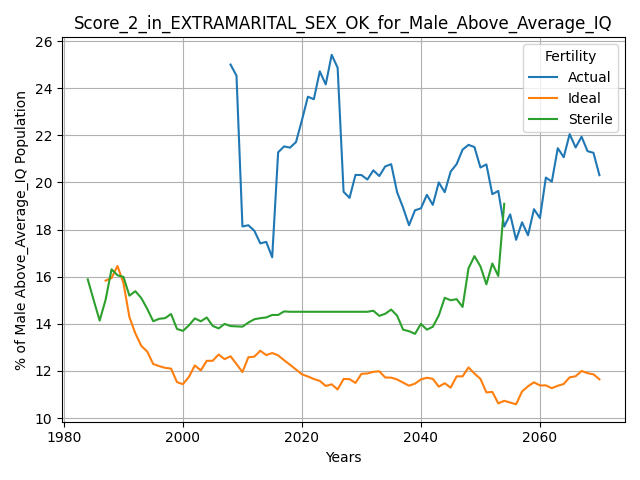 Score_2_in_EXTRAMARITAL_SEX_OK_for_Male_Above_Average_IQ
% of Male Above_Average_IQ Population
26
24
22
20
18
16
14
12
10
Fertility
Actual
Ideal
Sterile
1980
2000
2020
2040
2060
Years